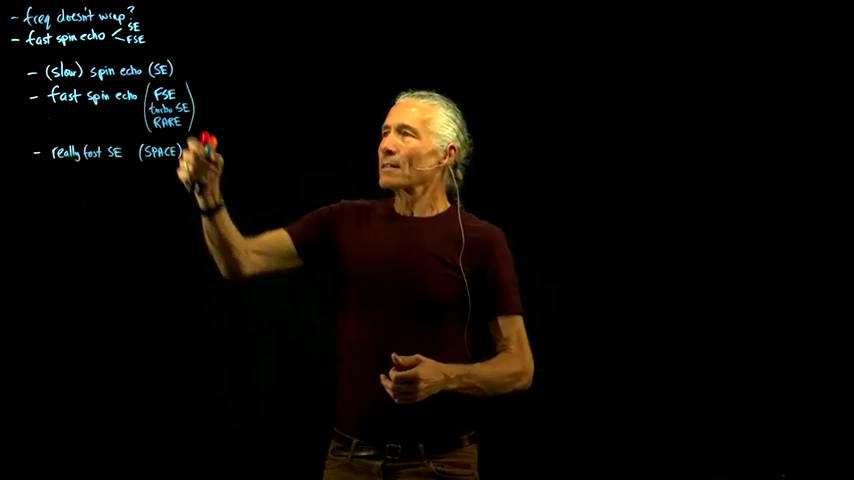 - freq doesn't wrap?
- fast spin echo < SE
FSE
- (slow) spin echo (SE)
- fast spin echo (FSE
turbo SE
RARE)
- really fast SE (SPACE)